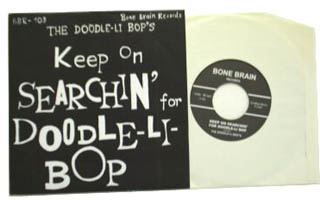 BBR-103
Bone Brain Records
THE DOODLE-LI BOP'S
Keep On
SEARCHIN' for
DOODLE-LI-
BOP
BONE BRAIN
RECORDS
KEEP ON SEARCHIN'
FOR DOODLE-LI BOP
THE DOODLE-LI BOP'S